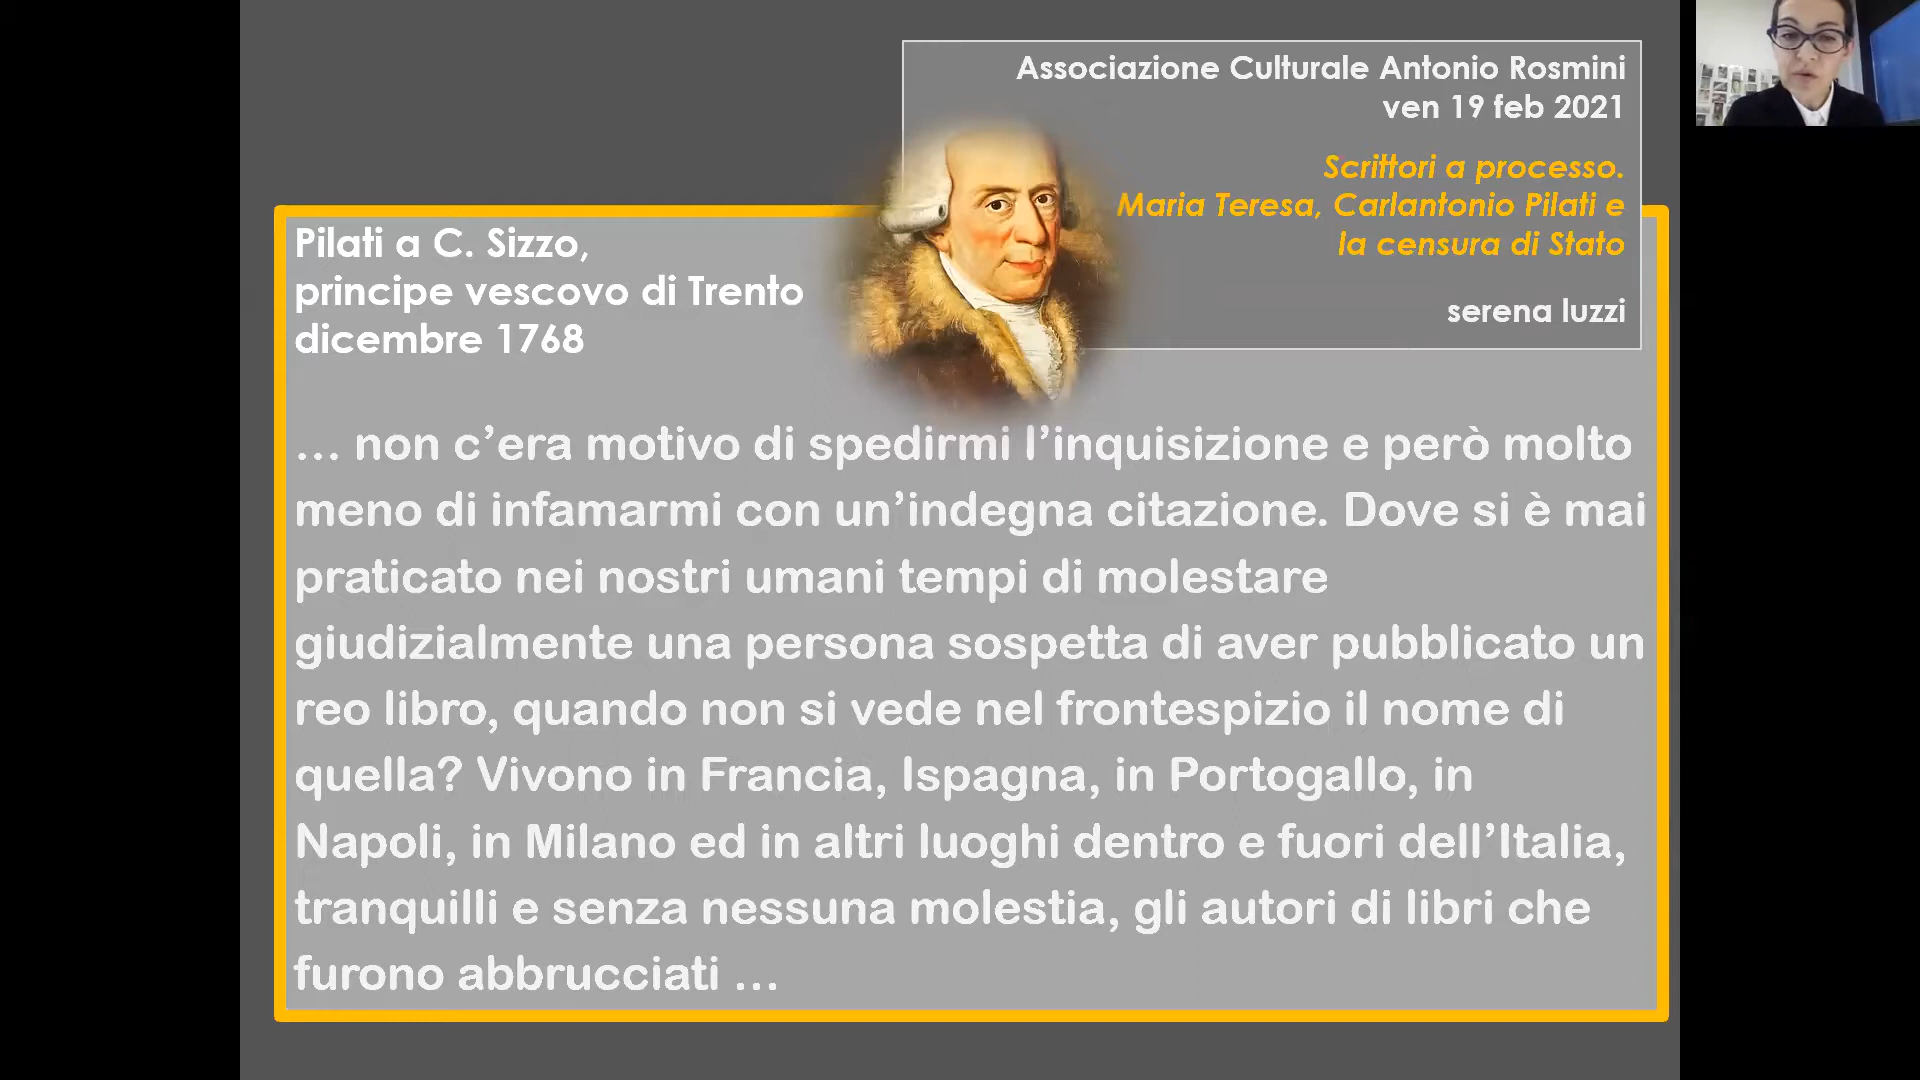 Associazione Culturale Antonio Rosmini
ven 19 feb 2021
Scrittori a processo.
Maria Teresa, Carlantonio Pilati e
la censura di Stato
serena luzzi
Pilati a C. Sizzo,
principe vescovo di Trento
dicembre 1768
… non c’era motivo di spedirmi l’inquisizione e però molto
meno di infamarmi con un’indegna citazione. Dove si è mai
praticato nei nostri umani tempi di molestare
giudizialmente una persona sospetta di aver pubblicato un
reo libro, quando non si vede nel frontespizio il nome di
quella? Vivono in Francia, Ispagna, in Portogallo, in
Napoli, in Milano ed in altri luoghi dentro e fuori dell’Italia,
tranquilli e senza nessuna molestia, gli autori di libri che
furono abbrucciati …